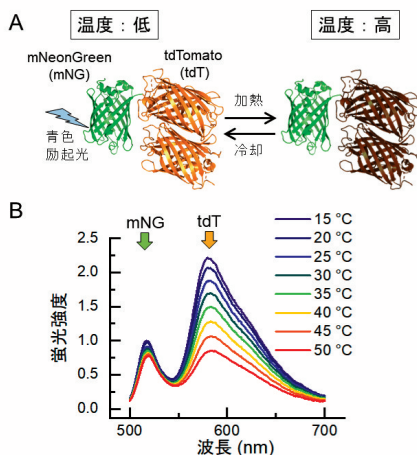 A
温度：低
温度：高
mNeonGreen
(mNG)
tdTomato
(tdT)
青色
励起光
加熱
冷却
B
mNG
tdT
15 °C
20 °C
25 °C
30 °C
35 °C
40 °C
45 °C
50 °C
蛍光強度
2.5
2.0
1.5
1.0
0.5
0.0
500
600
700
波長 (nm)